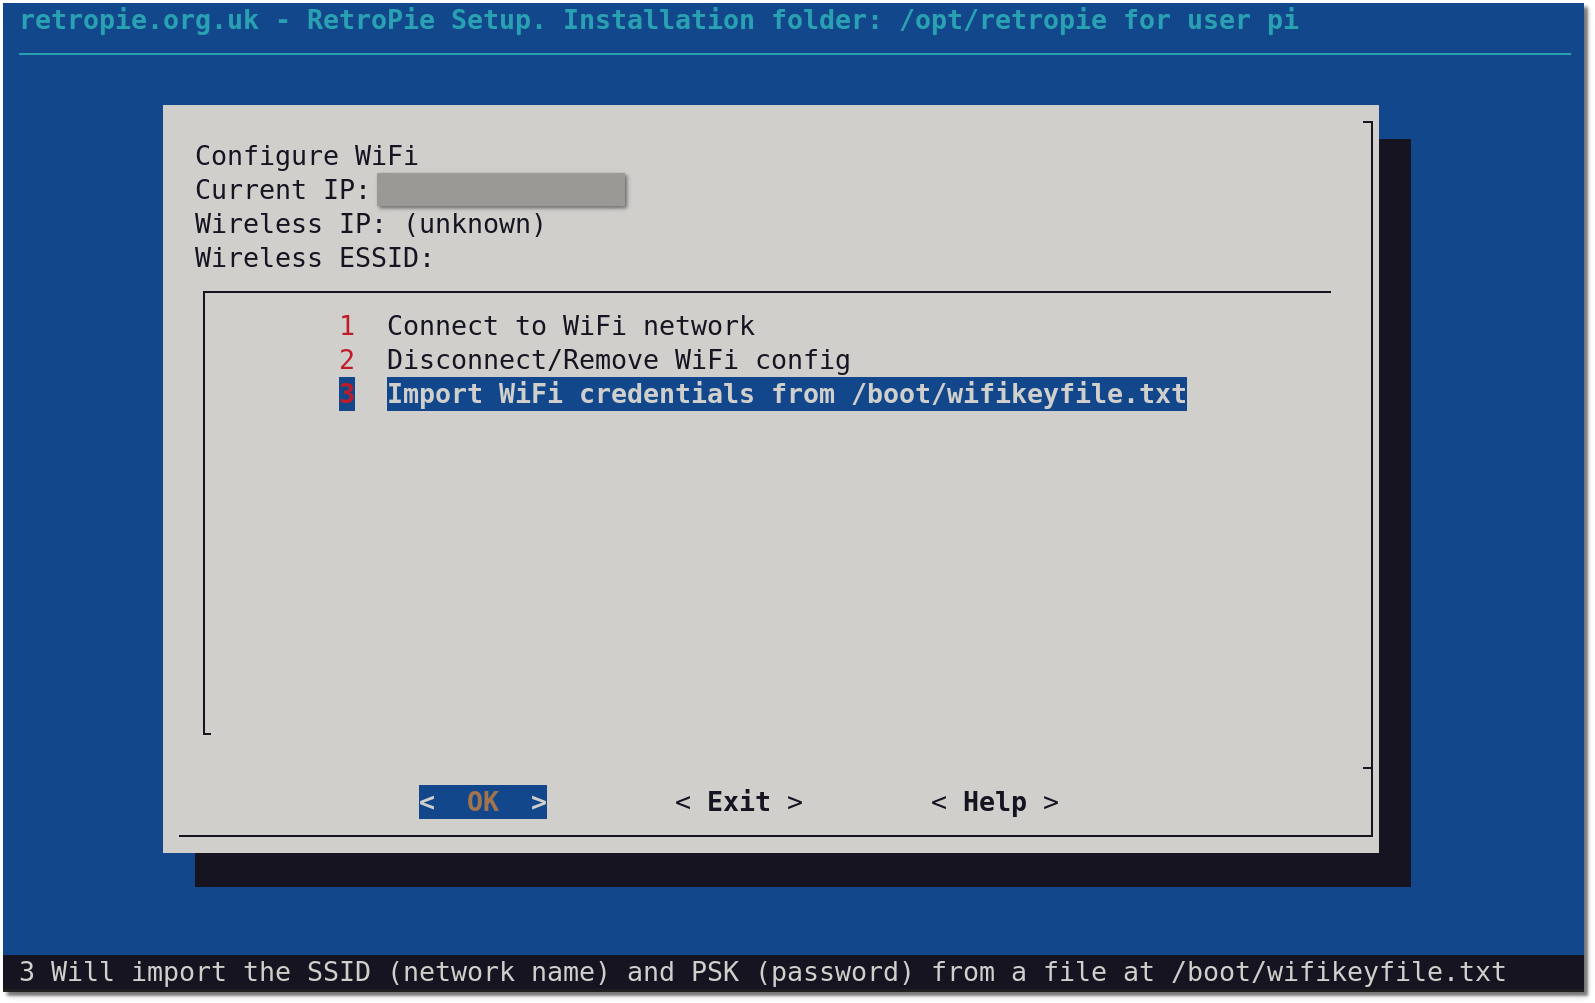 retropie.org.uk - RetroPie Setup. Installation folder: /opt/retropie for user pi
Configure WiFi
Current IP:
Wireless IP: (unknown)
Wireless ESSID:
1 Connect to WiFi network
2 Disconnect/Remove WiFi config
3 Import WiFi credentials from /boot/wifikeyfile.txt
< OK > < Exit > < Help >
3 Will import the SSID (network name) and PSK (password) from a file at /boot/wifikeyfile.txt